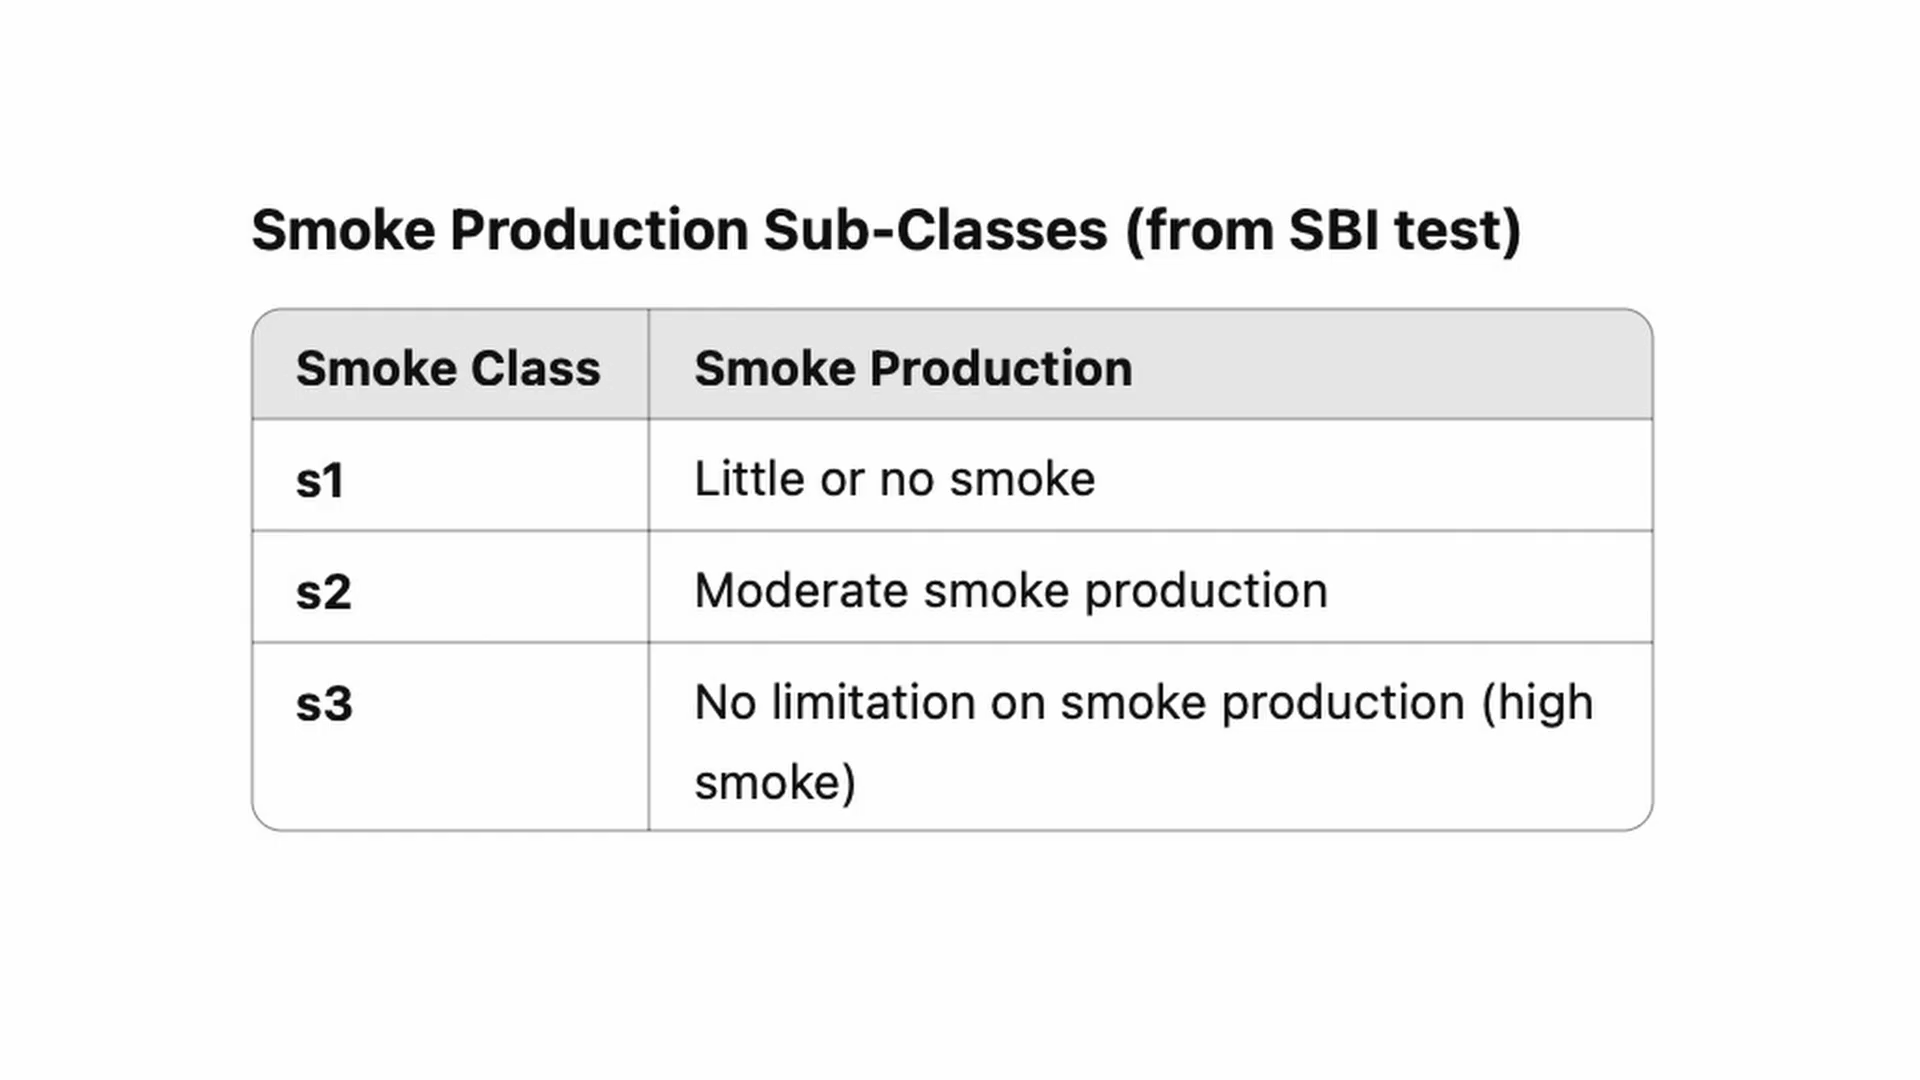 Smoke Production Sub-Classes (from SBI test)
Smoke Class Smoke Production
s1 Little or no smoke
s2 Moderate smoke production
s3 No limitation on smoke production (high
smoke)